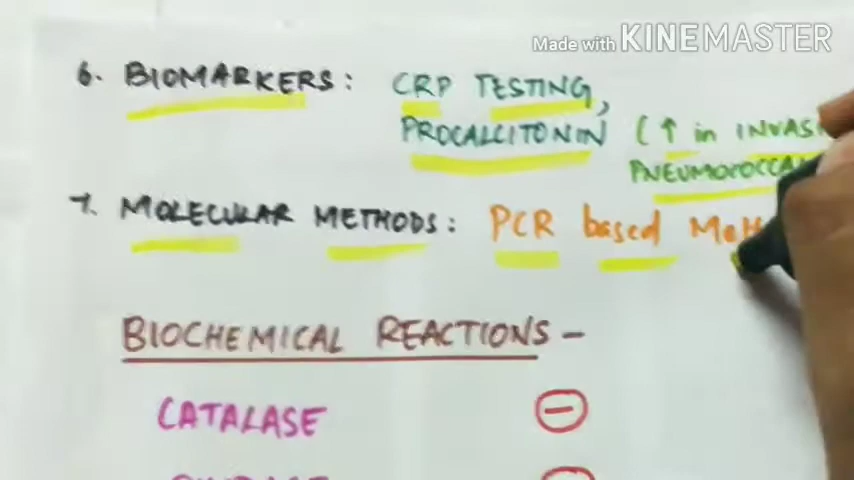 Made with KINEMASTER
6. BIOMARKERS: CRP TESTING,
PROCALCITONIN (↑ in
7. MOLECULAR METHODS: PCR based
BIOCHEMICAL REACTIONS -
CATALASE ⊖